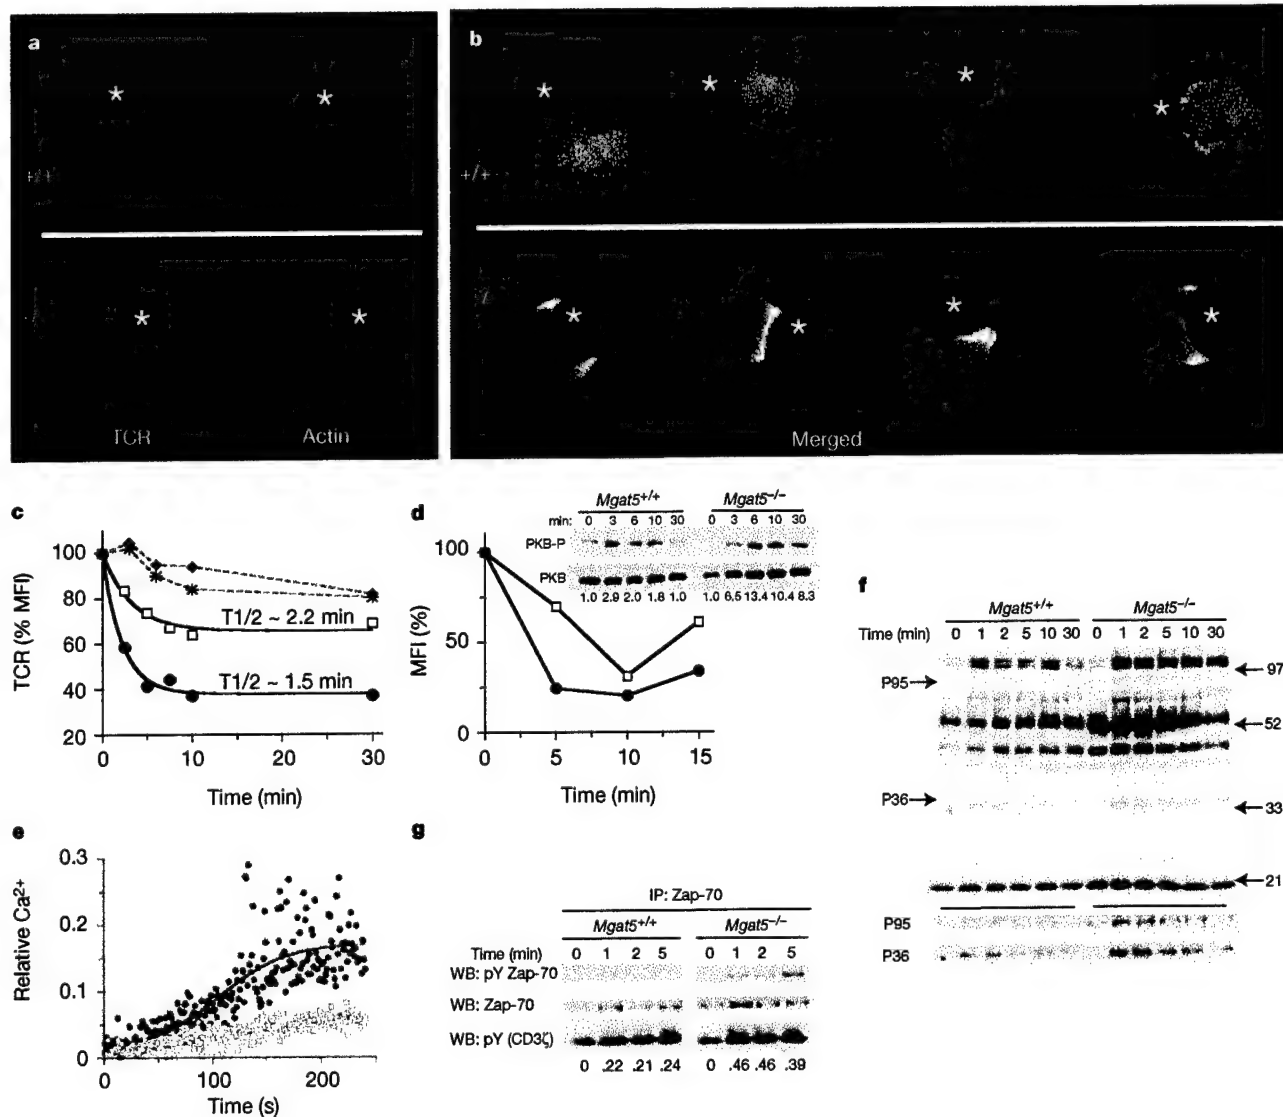 a
b
* *
* * * *
+/+
+/+
* *
* * * *
-/-
TCR Actin
Merged
c
TCR (% MFI)
100
80
60
40
20
T1/2 ~ 2.2 min
T1/2 ~ 1.5 min
0 10 20 30
Time (min)
d
MFI (%)
100
50
0
0 5 10 15
Time (min)
Mgat5+/+ Mgat5−/−
min: 0 3 6 10 30 0 3 6 10 30
PKB-P
PKB
1.0 2.9 2.0 1.8 1.0 1.0 6.5 13.4 10.4 8.3
e
Relative Ca2+
0.3
0.2
0.1
0
0 100 200
Time (s)
f
Mgat5+/+ Mgat5−/−
Time (min) 0 1 2 5 10 30 0 1 2 5 10 30
P95
97
52
P36
33
21
P95
P36
g
IP: Zap-70
Mgat5+/+ Mgat5−/−
Time (min) 0 1 2 5 0 1 2 5
WB: pY Zap-70
WB: Zap-70
WB: pY (CD3ζ)
0 .22 .21 .24 0 .46 .46 .39